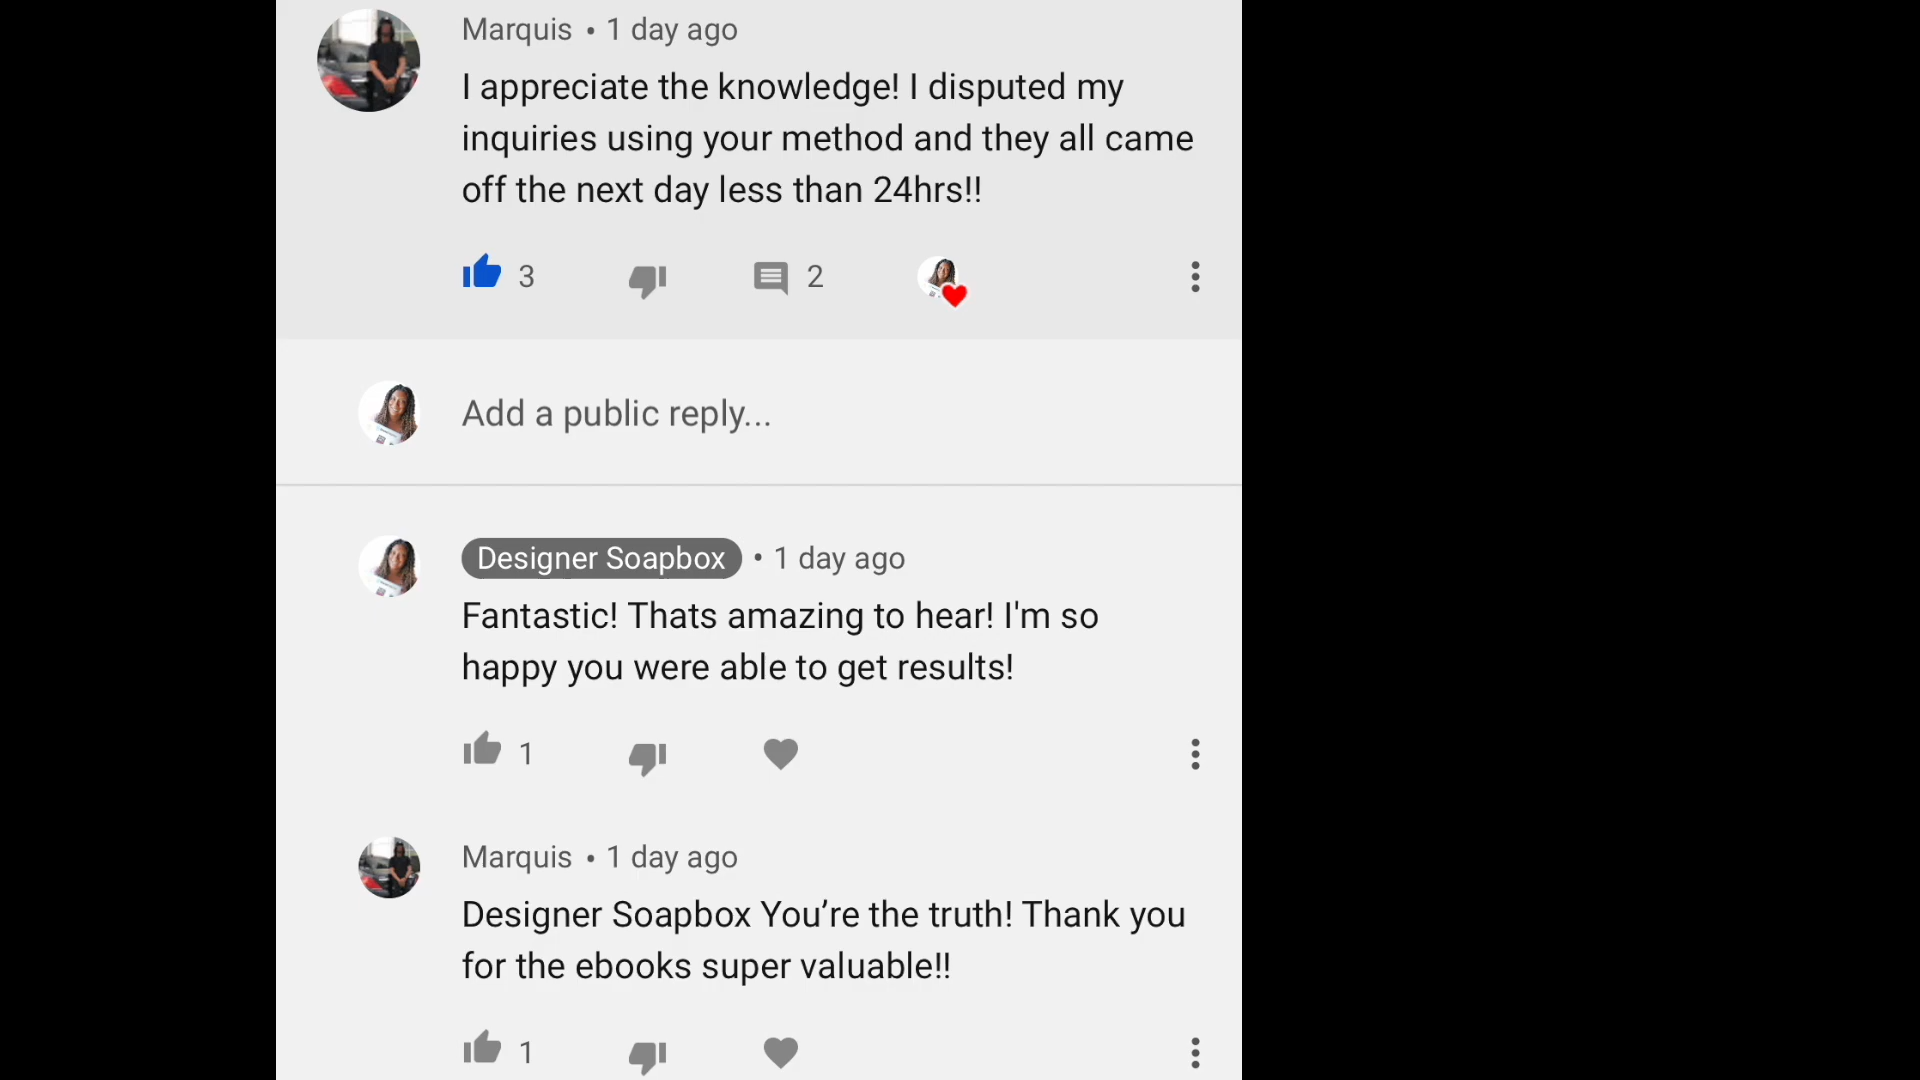 Marquis • 1 day ago
I appreciate the knowledge! I disputed my
inquiries using your method and they all came
off the next day less than 24hrs!!
3 2
Add a public reply...
Designer Soapbox • 1 day ago
Fantastic! Thats amazing to hear! I'm so
happy you were able to get results!
1
Marquis • 1 day ago
Designer Soapbox You’re the truth! Thank you
for the ebooks super valuable!!
1